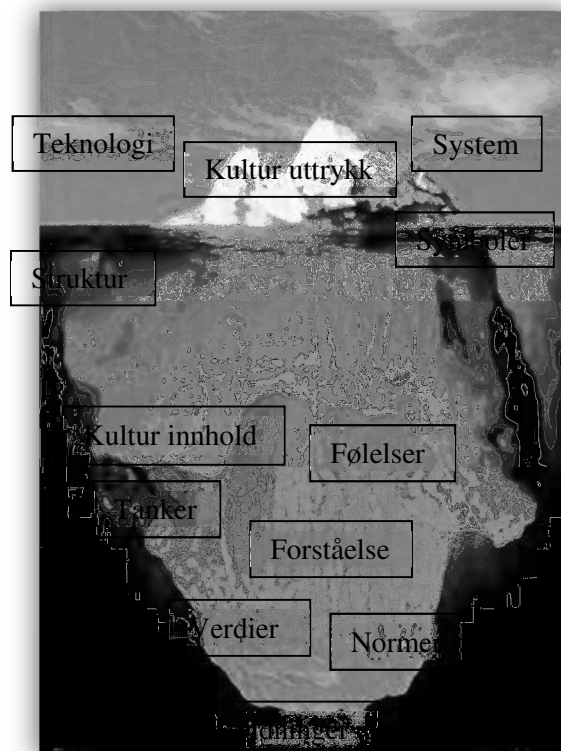 Teknologi
System
Kultur uttrykk
Symboler
Struktur
Kultur innhold
Følelser
Tanker
Forståelse
Verdier
Normer